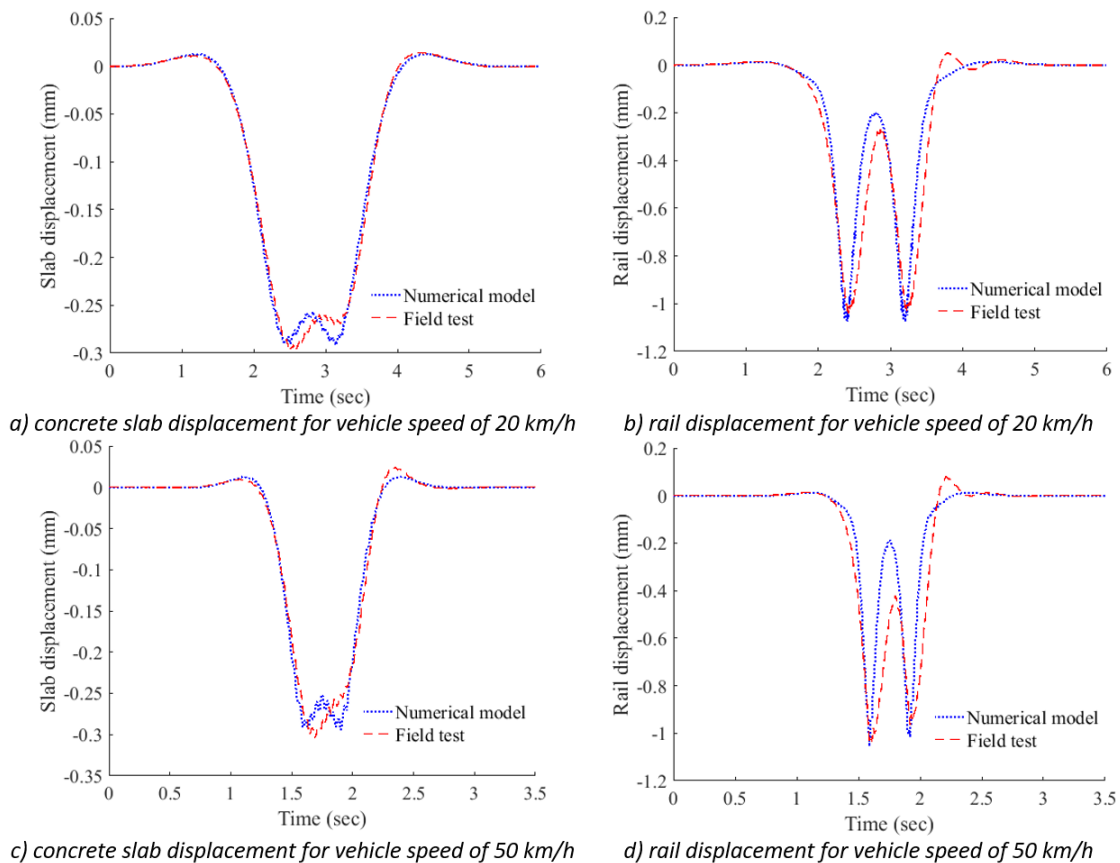 0.05
0
-0.05
-0.1
-0.15
-0.2
-0.25
-0.3
Slab displacement (mm)
Numerical model
Field test
0 1 2 3 4 5 6
Time (sec)
a) concrete slab displacement for vehicle speed of 20 km/h
0.2
0
-0.2
-0.4
-0.6
-0.8
-1
-1.2
Rail displacement (mm)
Numerical model
Field test
0 1 2 3 4 5 6
Time (sec)
b) rail displacement for vehicle speed of 20 km/h
0.05
0
-0.05
-0.1
-0.15
-0.2
-0.25
-0.3
-0.35
Slab displacement (mm)
Numerical model
Field test
0 0.5 1 1.5 2 2.5 3 3.5
Time (sec)
c) concrete slab displacement for vehicle speed of 50 km/h
0.2
0
-0.2
-0.4
-0.6
-0.8
-1
-1.2
Rail displacement (mm)
Numerical model
Field test
0 0.5 1 1.5 2 2.5 3 3.5
Time (sec)
d) rail displacement for vehicle speed of 50 km/h